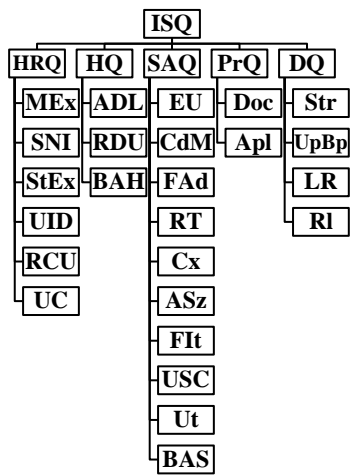 ISQ
HRQ HQ SAQ PrQ DQ
MEx ADL EU Doc Str
SNI RDU CdM Apl UpBp
StEx BAH FAd LR
UID RT Rl
RCU Cx
UC ASz
FIt
USC
Ut
BAS